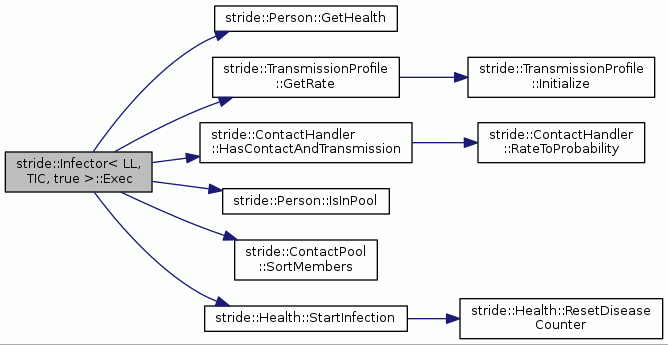 stride::Person::GetHealth
stride::TransmissionProfile
::GetRate
stride::TransmissionProfile
::Initialize
stride::ContactHandler
::HasContactAndTransmission
stride::ContactHandler
::RateToProbability
stride::Infector< LL,
TIC, true >::Exec
stride::Person::IsInPool
stride::ContactPool
::SortMembers
stride::Health::StartInfection
stride::Health::ResetDisease
Counter